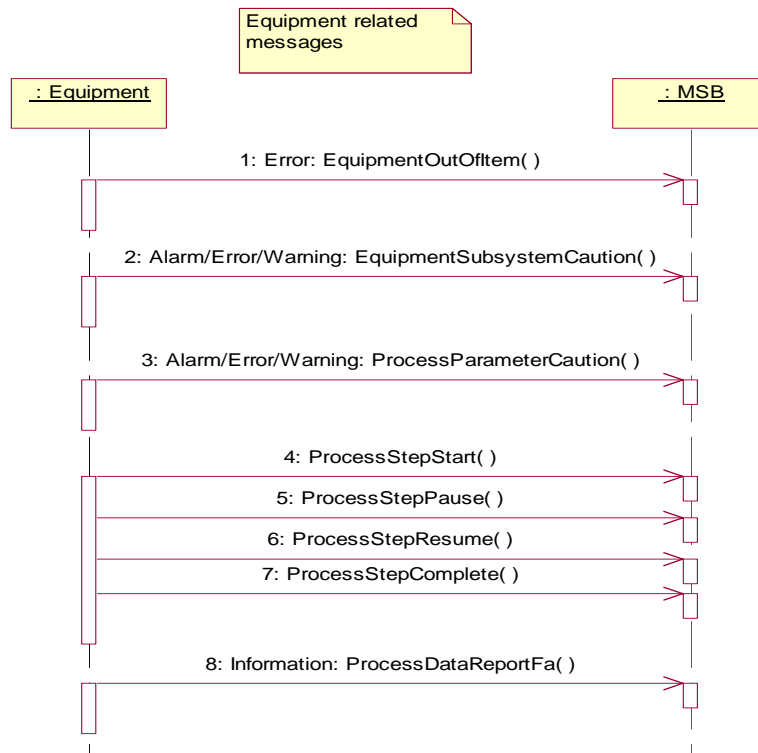 Equipment related
messages
: Equipment
: MSB
1: Error: EquipmentOutOfItem( )
2: Alarm/Error/Warning: EquipmentSubsystemCaution( )
3: Alarm/Error/Warning: ProcessParameterCaution( )
4: ProcessStepStart( )
5: ProcessStepPause( )
6: ProcessStepResume( )
7: ProcessStepComplete( )
8: Information: ProcessDataReportFa( )